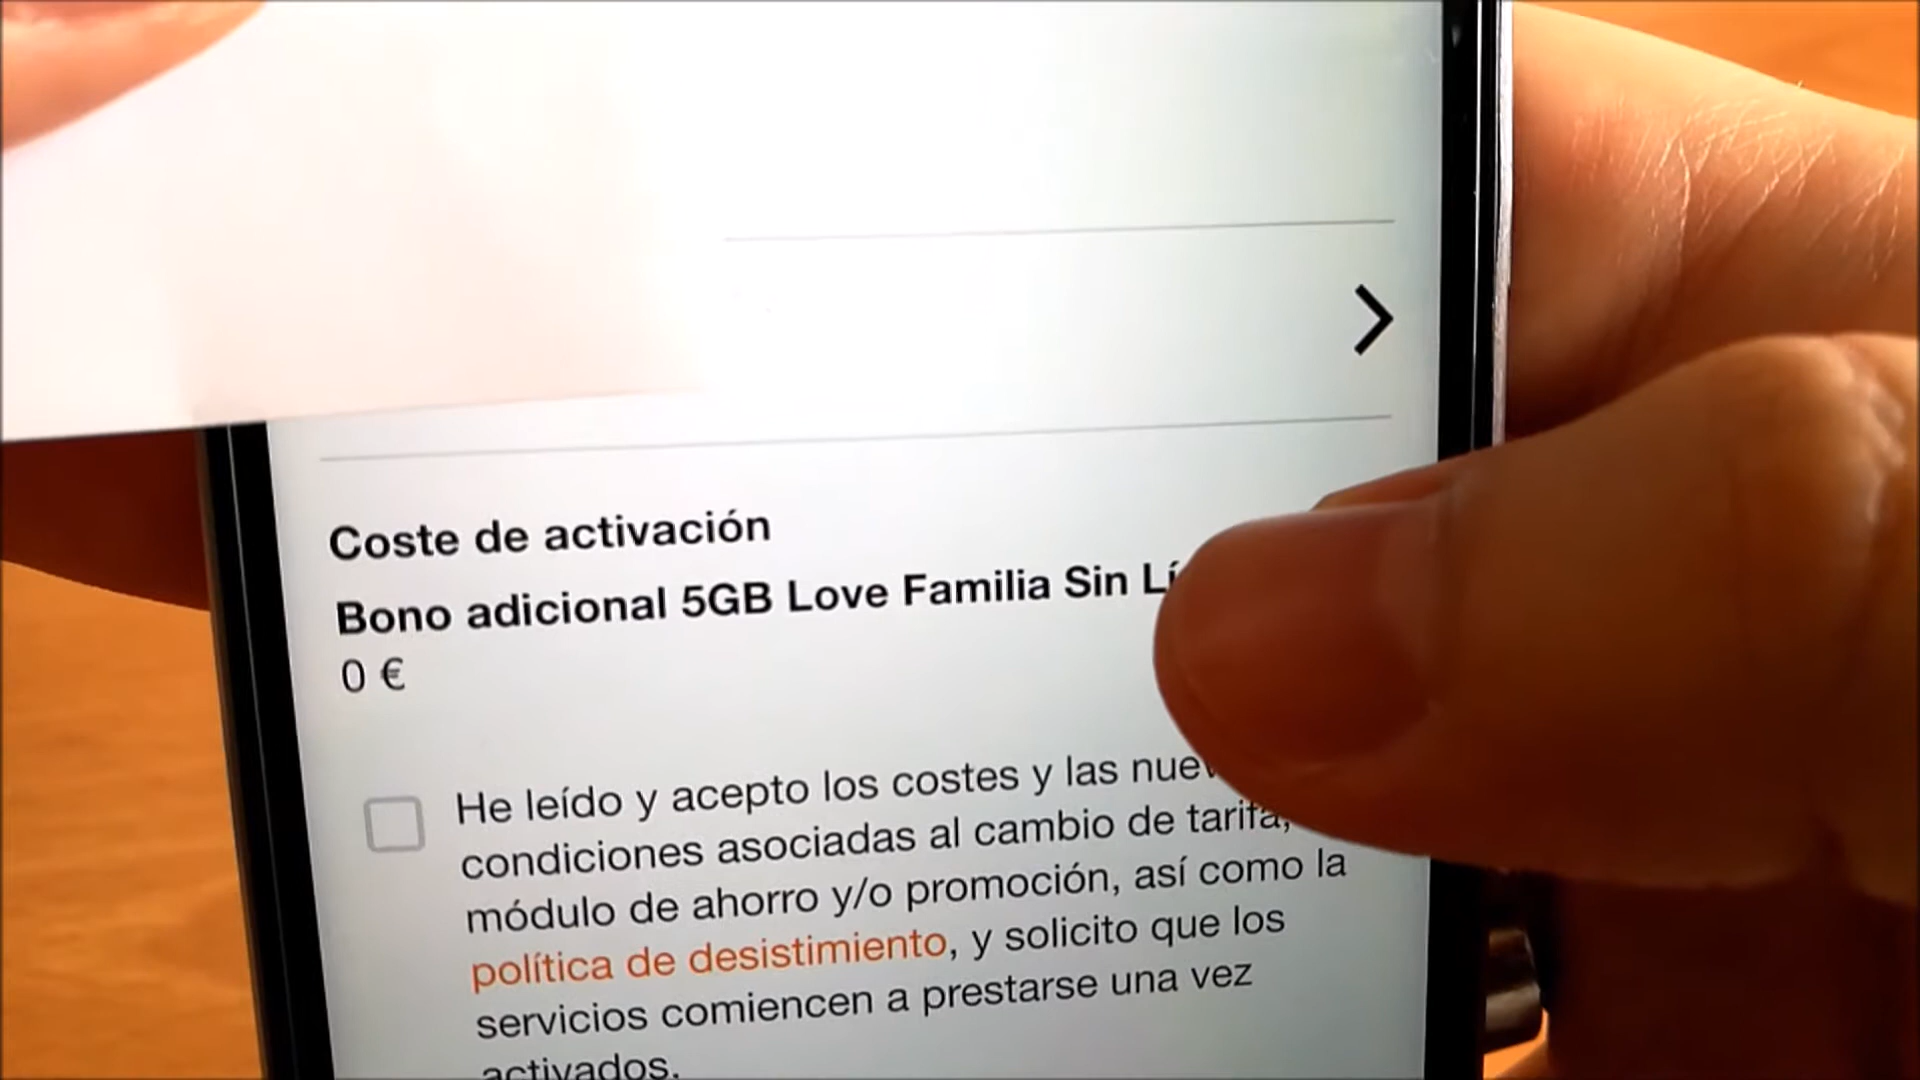 Coste de activación
Bono adicional 5GB Love Familia Sin
0 €
He leído y acepto los costes y las
condiciones asociadas al cambio de tarifa,
módulo de ahorro y/o promoción, así como la
política de desistimiento, y solicito que los
servicios comiencen a prestarse una vez
activados.